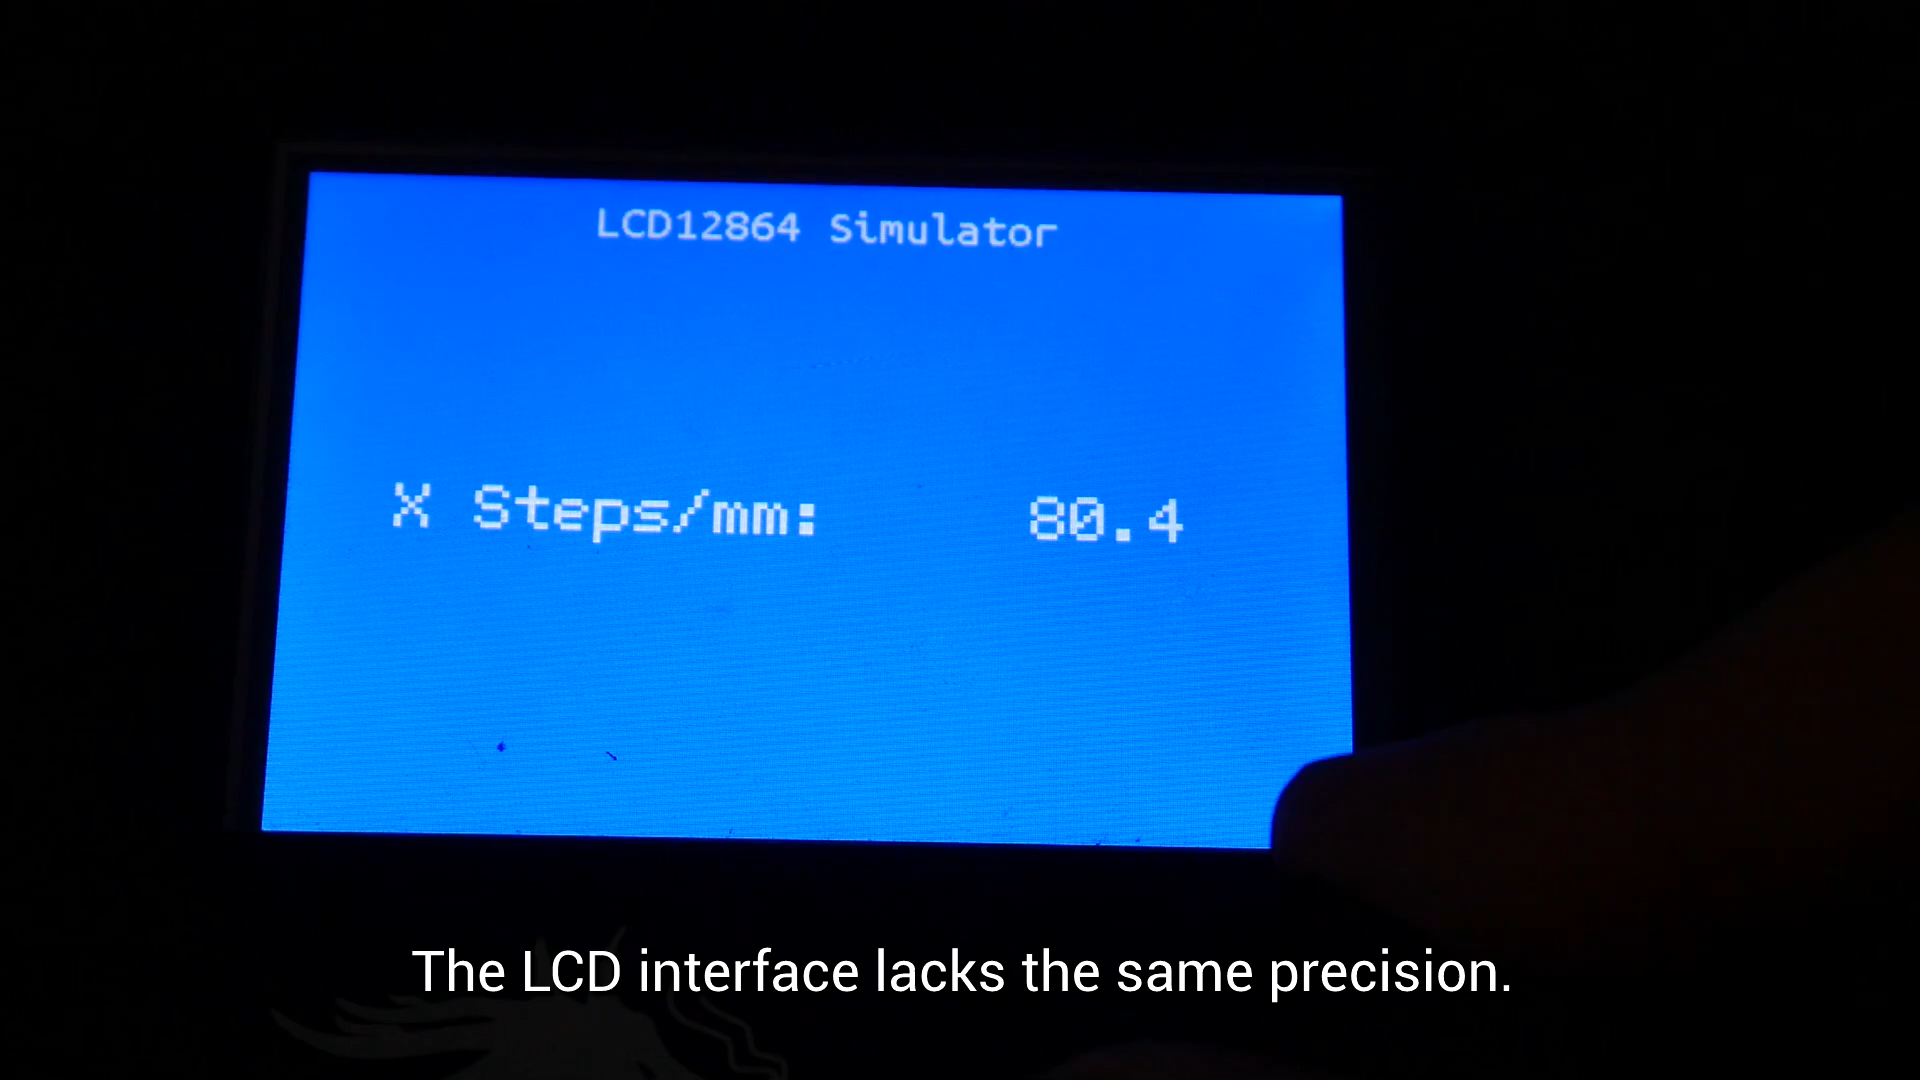 LCD12864 Simulator
X Steps/mm: 80.4
The LCD interface lacks the same precision.